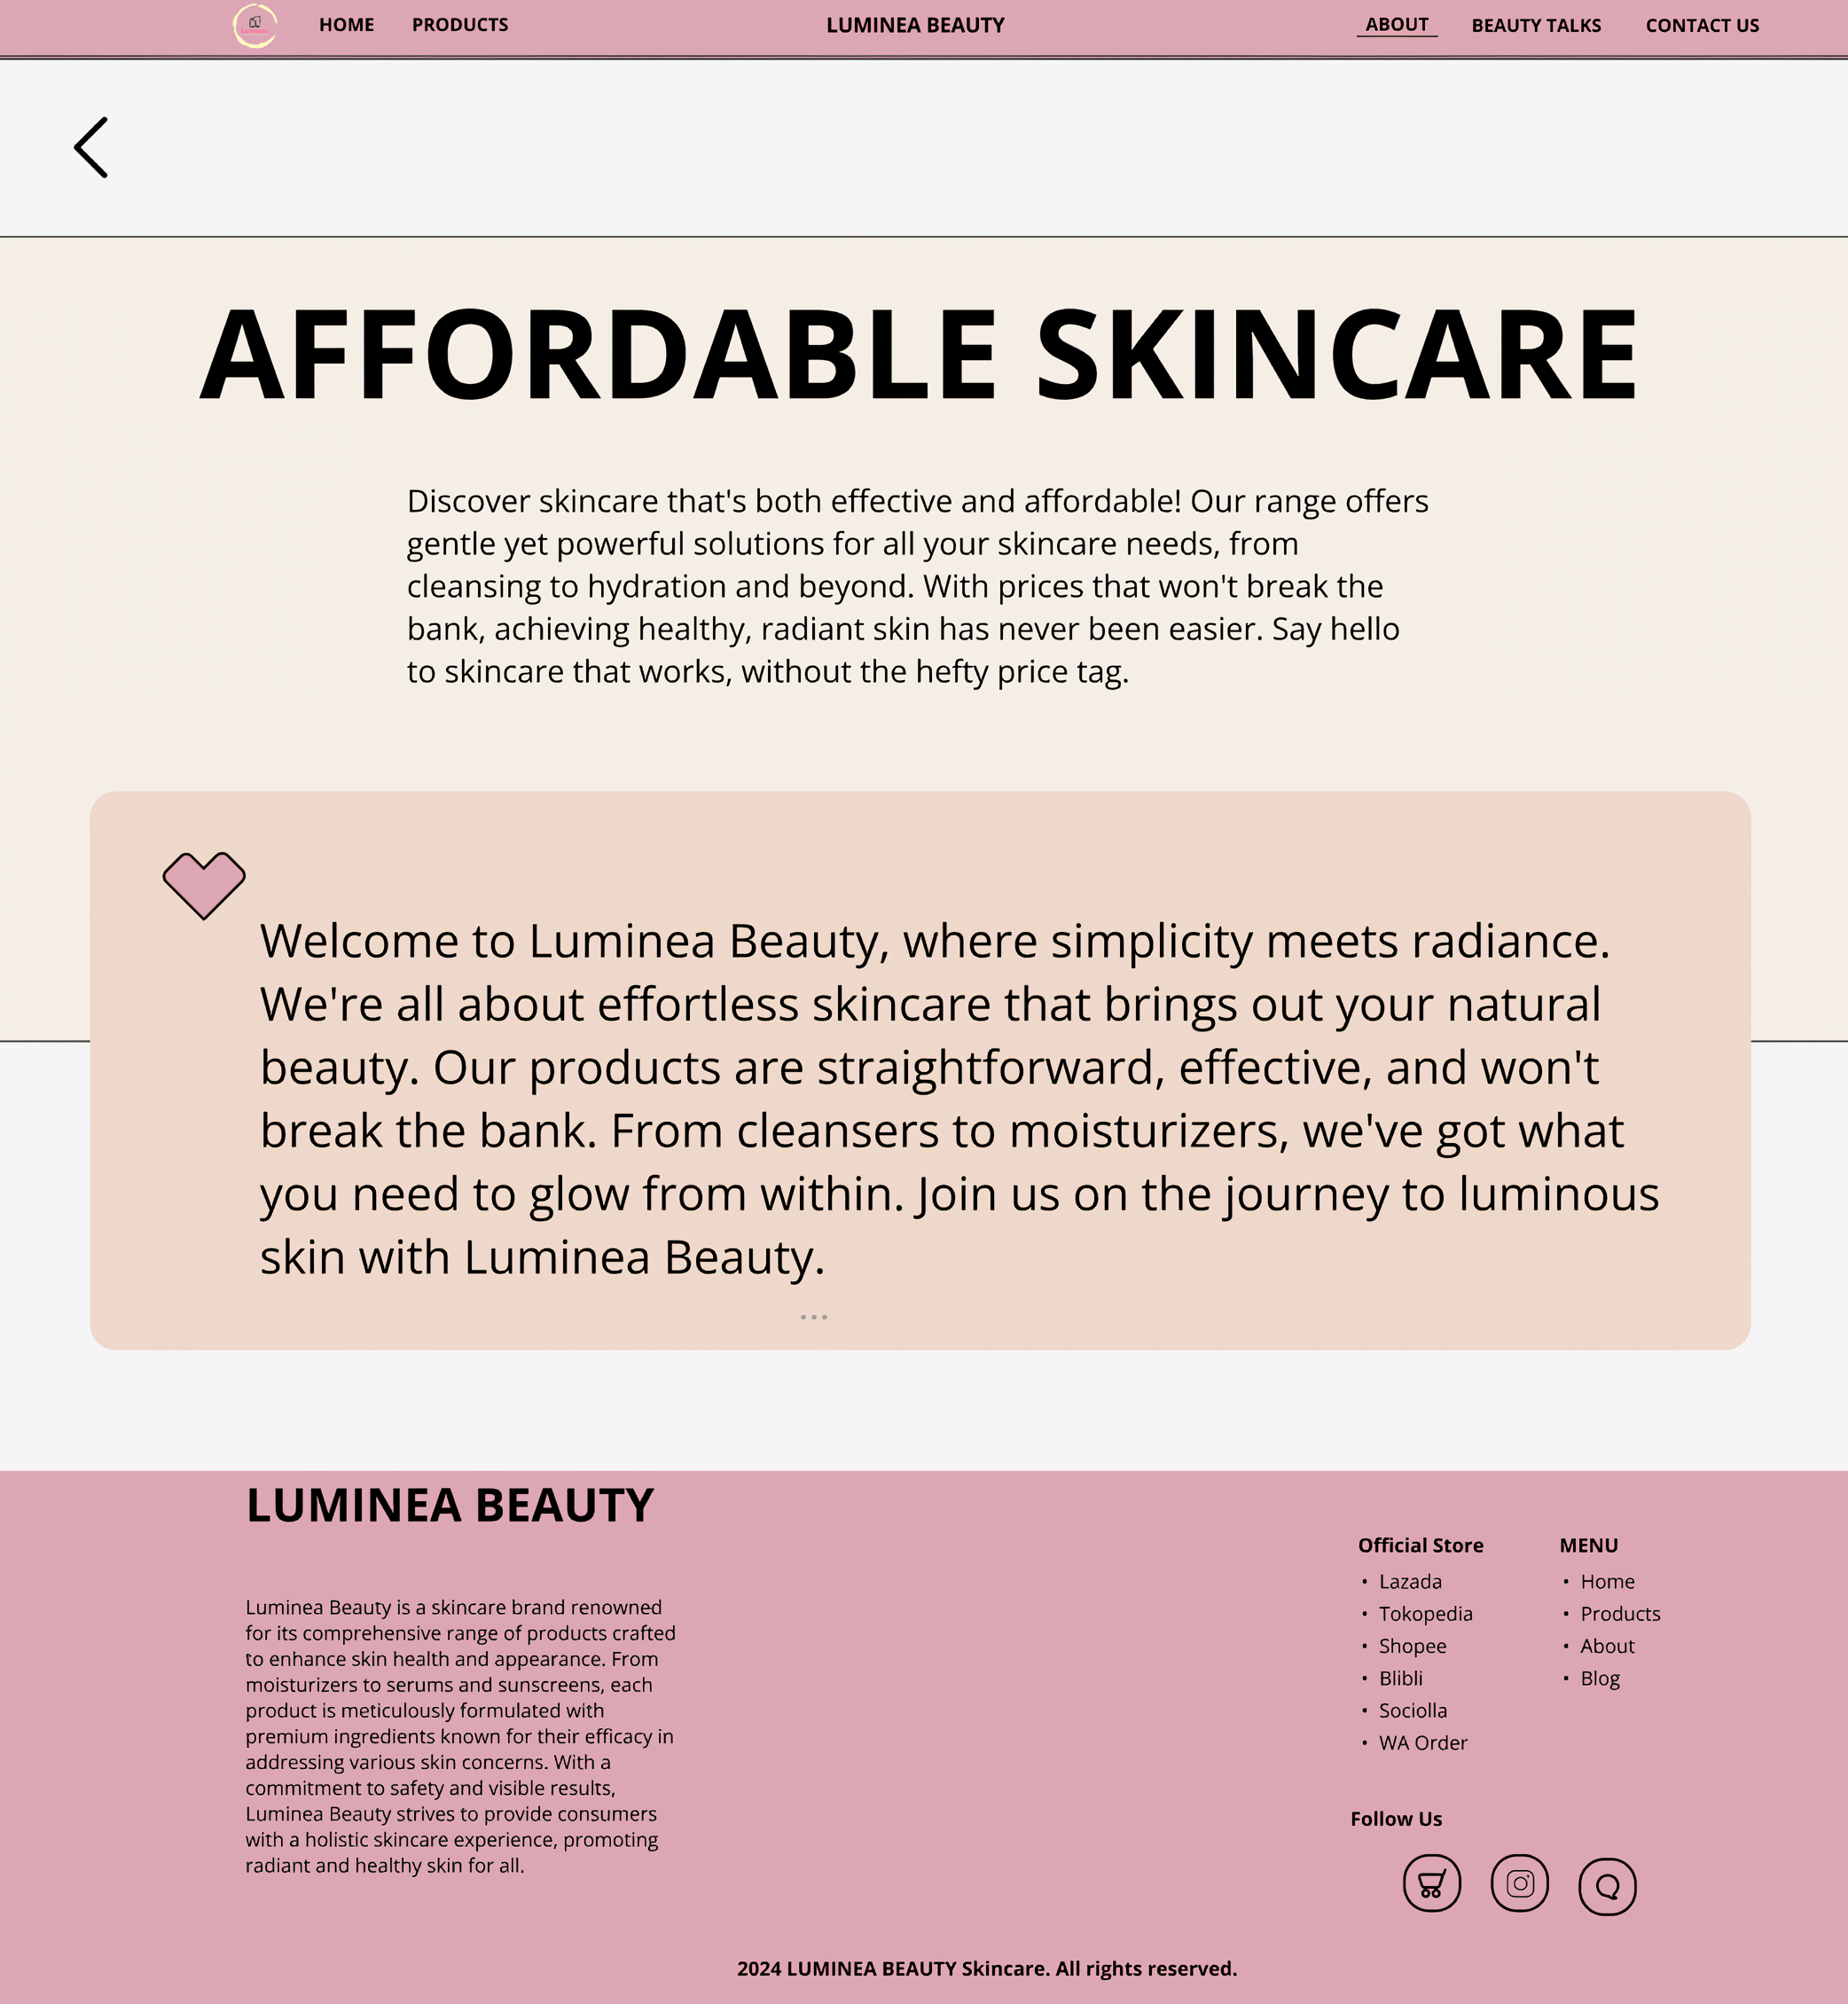 HOME
PRODUCTS
LUMINEA BEAUTY
ABOUT
BEAUTY TALKS
CONTACT US
AFFORDABLE SKINCARE
Discover skincare that's both effective and affordable! Our range offers
gentle yet powerful solutions for all your skincare needs, from
cleansing to hydration and beyond. With prices that won't break the
bank, achieving healthy, radiant skin has never been easier. Say hello
to skincare that works, without the hefty price tag.
Welcome to Luminea Beauty, where simplicity meets radiance.
We're all about effortless skincare that brings out your natural
beauty. Our products are straightforward, effective, and won't
break the bank. From cleansers to moisturizers, we've got what
you need to glow from within. Join us on the journey to luminous
skin with Luminea Beauty.
...
LUMINEA BEAUTY
Luminea Beauty is a skincare brand renowned
for its comprehensive range of products crafted
to enhance skin health and appearance. From
moisturizers to serums and sunscreens, each
product is meticulously formulated with
premium ingredients known for their efficacy in
addressing various skin concerns. With a
commitment to safety and visible results,
Luminea Beauty strives to provide consumers
with a holistic skincare experience, promoting
radiant and healthy skin for all.
Official Store
• Lazada
• Tokopedia
• Shopee
• Blibli
• Sociolla
• WA Order
MENU
• Home
• Products
• About
• Blog
Follow Us
2024 LUMINEA BEAUTY Skincare. All rights reserved.